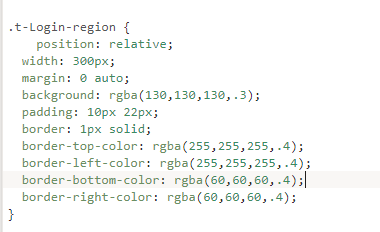 .t-Login-region {
    position: relative;
  width: 300px;
  margin: 0 auto;
  background: rgba(130,130,130,.3);
  padding: 10px 22px;
  border: 1px solid;
  border-top-color: rgba(255,255,255,.4);
  border-left-color: rgba(255,255,255,.4);
  border-bottom-color: rgba(60,60,60,.4);
  border-right-color: rgba(60,60,60,.4);
}